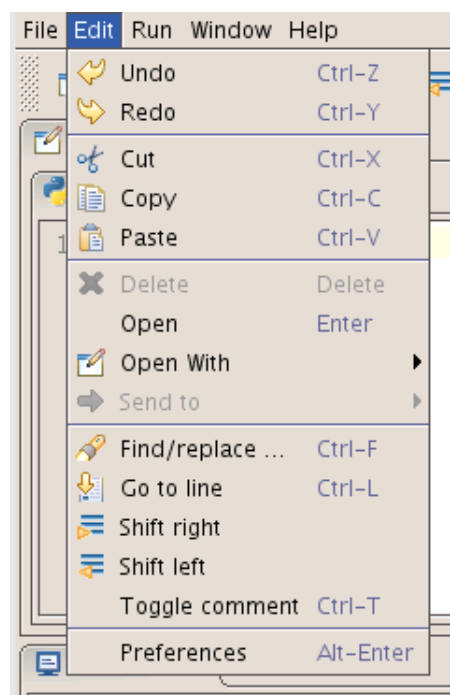 File Edit Run Window Help
Undo Ctrl-Z
Redo Ctrl-Y
Cut Ctrl-X
Copy Ctrl-C
Paste Ctrl-V
1
Delete Delete
Open Enter
Open With
Send to
Find/replace ... Ctrl-F
Go to line Ctrl-L
Shift right
Shift left
Toggle comment Ctrl-T
Preferences Alt-Enter